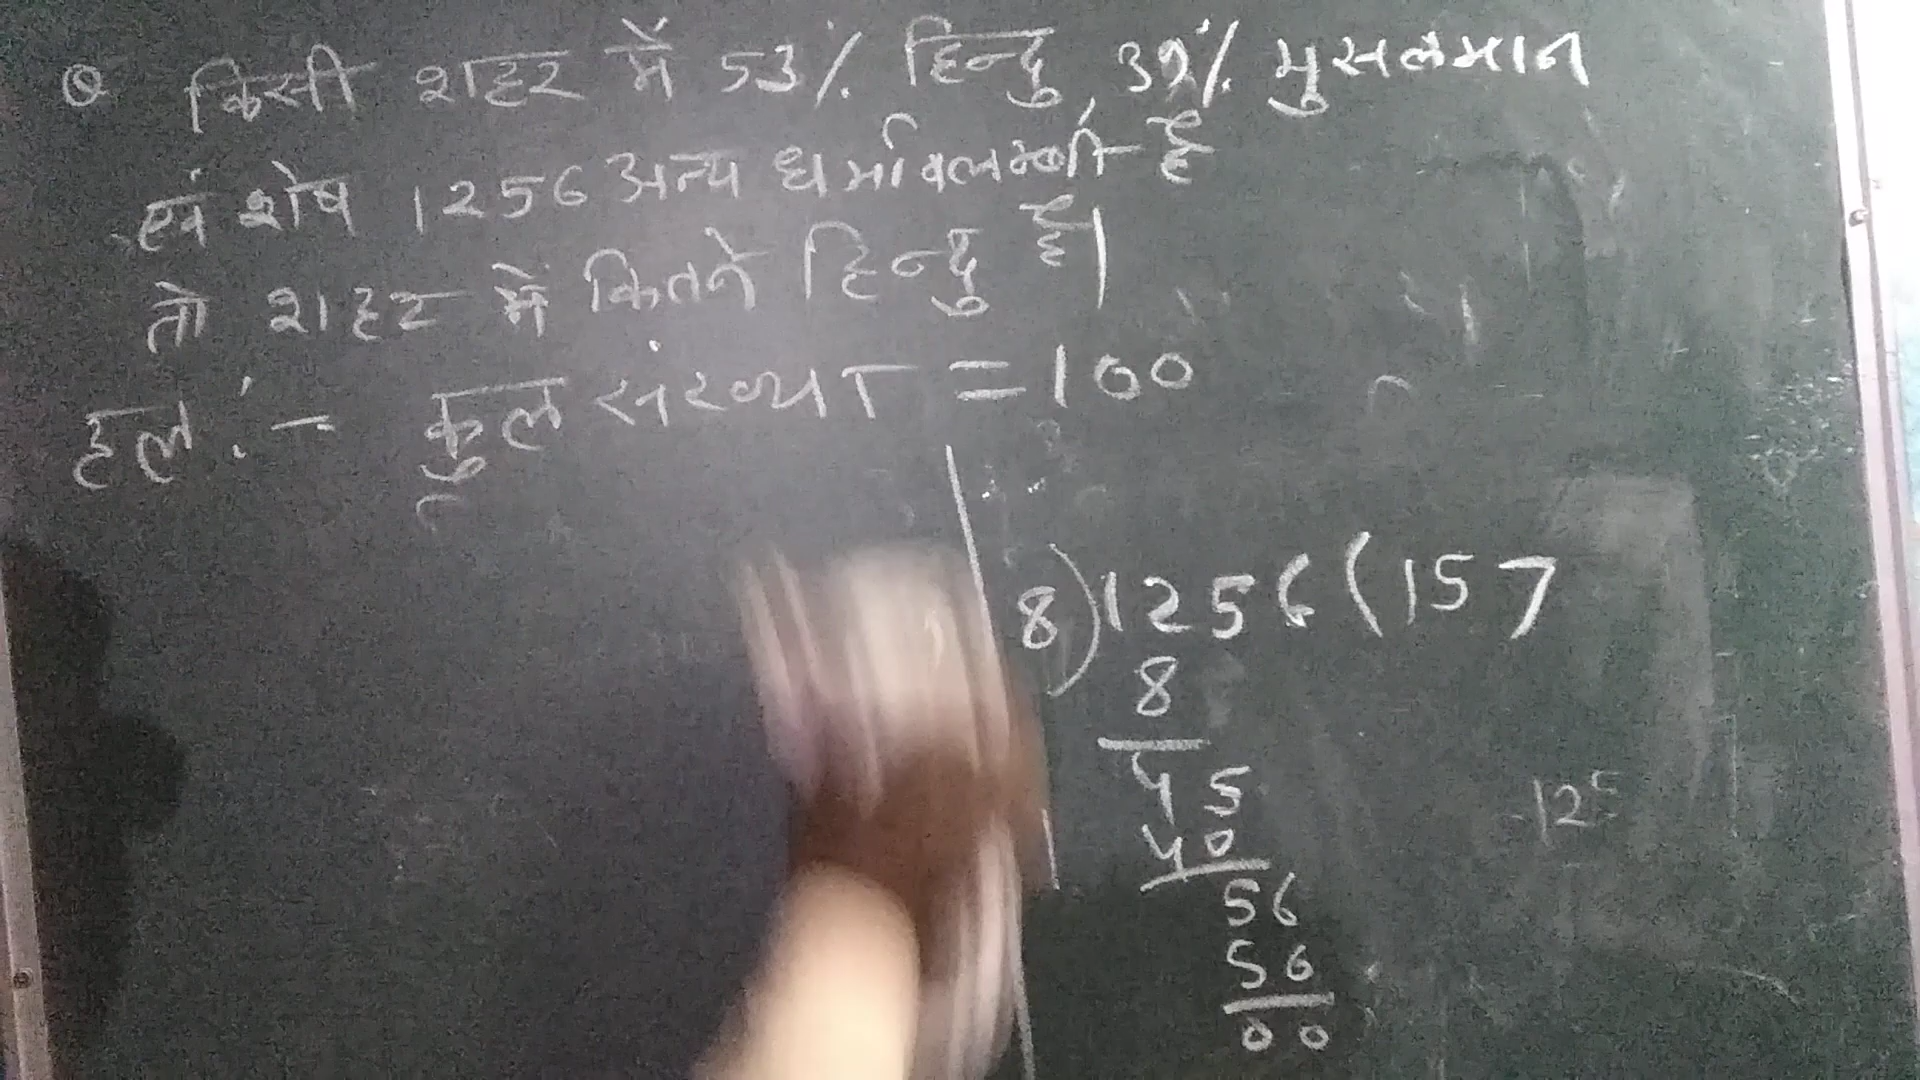 Q किसी शहर में 53% हिन्दु 39% मुसलमान
एवं शेष 1256 अन्य धर्मावलम्बी है
तो शहर में कितने हिन्दु है।
हल :- कुल संख्या = 100
8)1256(157
8
45
40
56
56
00
125